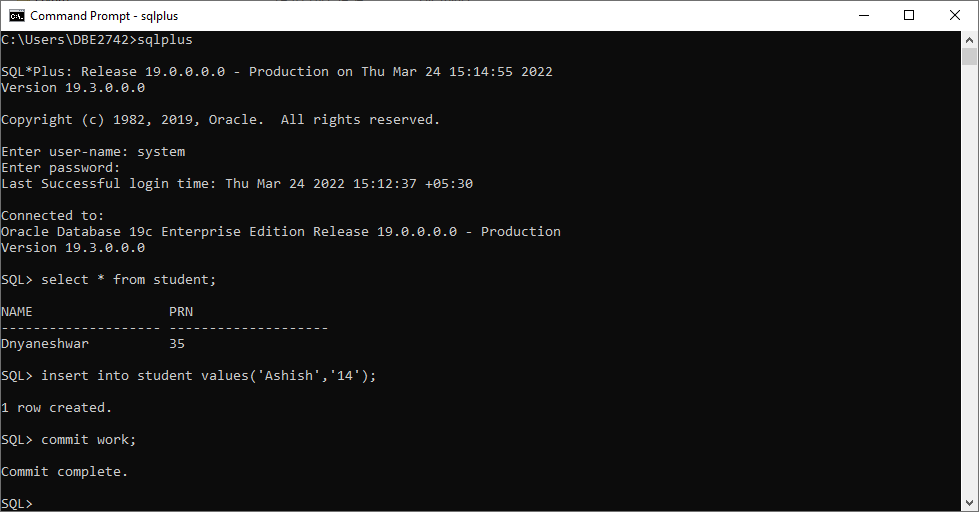 Command Prompt - sqlplus
C:\Users\DBE2742>sqlplus
SQL*Plus: Release 19.0.0.0.0 - Production on Thu Mar 24 15:14:55 2022
Version 19.3.0.0.0
Copyright (c) 1982, 2019, Oracle.  All rights reserved.
Enter user-name: system
Enter password:
Last Successful login time: Thu Mar 24 2022 15:12:37 +05:30
Connected to:
Oracle Database 19c Enterprise Edition Release 19.0.0.0.0 - Production
Version 19.3.0.0.0
SQL> select * from student;
NAME                 PRN
-------------------- --------------------
Dnyaneshwar          35
SQL> insert into student values('Ashish','14');
1 row created.
SQL> commit work;
Commit complete.
SQL>